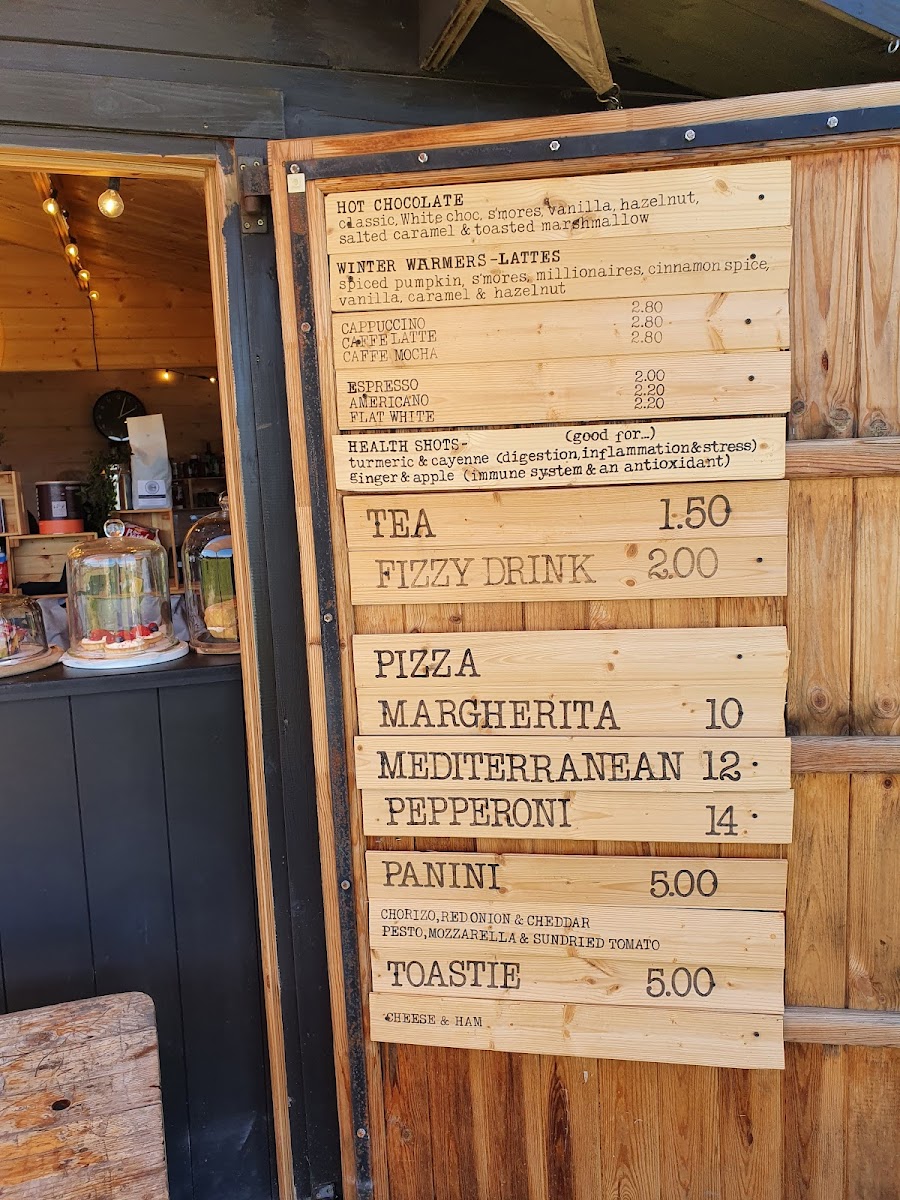 HOT CHOCOLATE
classic, White choc, s'mores, vanilla, hazelnut,
salted caramel & toasted marshmallow
WINTER WARMERS-LATTES
spiced pumpkin, s'mores, millionaires, cinnamon spice,
vanilla, caramel & hazelnut
CAPPUCCINO 2.80
CAFFE LATTE 2.80
CAFFE MOCHA 2.80
ESPRESSO 2.00
AMERICANO 2.20
FLAT WHITE 2.20
HEALTH SHOTS- (good for...)
turmeric & cayenne (digestion, inflammation & stress)
ginger & apple (immune system & an antioxidant)
TEA 1.50
FIZZY DRINK 2.00
PIZZA
MARGHERITA 10
MEDITERRANEAN 12
PEPPERONI 14
PANINI 5.00
CHORIZO, RED ONION & CHEDDAR
PESTO, MOZZARELLA & SUNDRIED TOMATO
TOASTIE 5.00
CHEESE & HAM